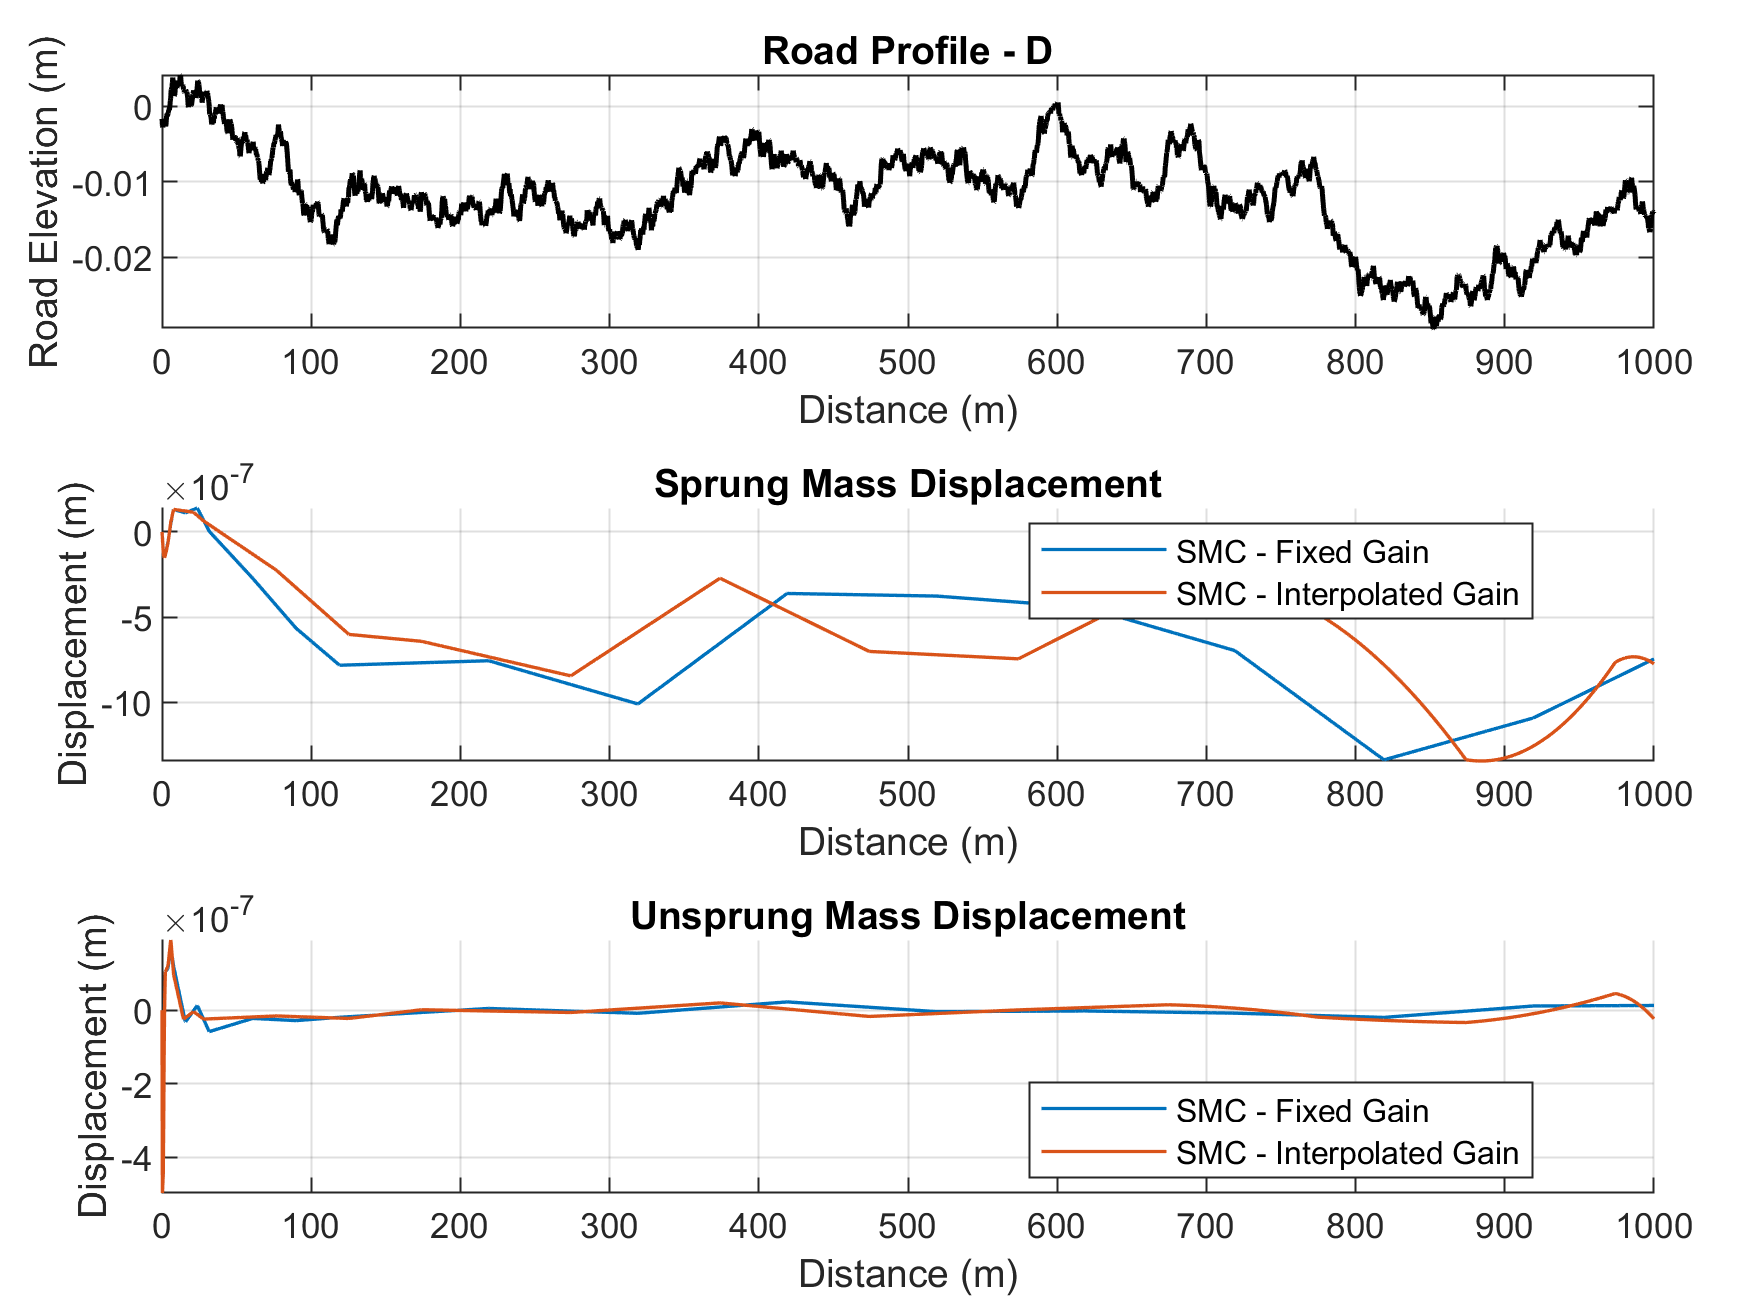 Road Profile - D
Road Elevation (m)
0
-0.01
-0.02
0 100 200 300 400 500 600 700 800 900 1000
Distance (m)
×10-7
Sprung Mass Displacement
Displacement (m)
0
-5
-10
SMC - Fixed Gain
SMC - Interpolated Gain
0 100 200 300 400 500 600 700 800 900 1000
Distance (m)
×10-7
Unsprung Mass Displacement
Displacement (m)
0
-2
-4
SMC - Fixed Gain
SMC - Interpolated Gain
0 100 200 300 400 500 600 700 800 900 1000
Distance (m)